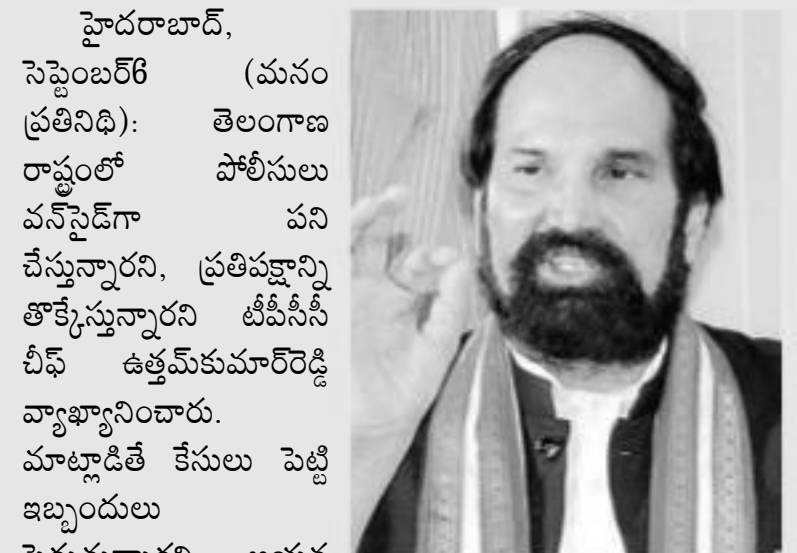 హైదరాబాద్,
సెప్టెంబర్6 (మనం
ప్రతినిధి): తెలంగాణ
రాష్ట్రంలో పోలీసులు
వన్‌సైడ్‌గా పని
చేస్తున్నారని, ప్రతిపక్షాన్ని
తొక్కేస్తున్నారని టీపీసీసీ
చీఫ్ ఉత్తమ్‌కుమార్‌రెడ్డి
వ్యాఖ్యానించారు.
మాట్లాడితే కేసులు పెట్టి
ఇబ్బందులు